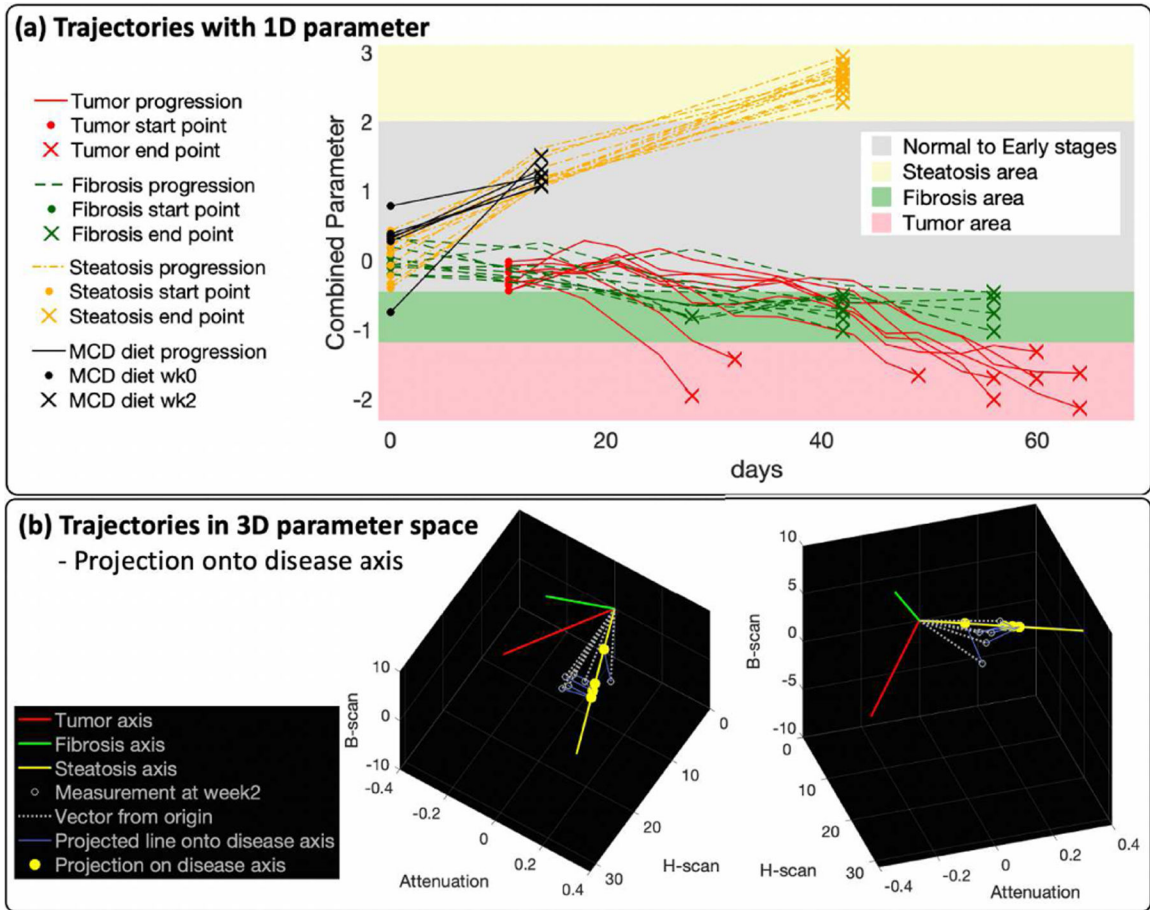 (a) Trajectories with 1D parameter
Tumor progression
Tumor start point
Tumor end point
Fibrosis progression
Fibrosis start point
Fibrosis end point
Steatosis progression
Steatosis start point
Steatosis end point
MCD diet progression
MCD diet wk0
MCD diet wk2
Combined Parameter
3
2
1
0
-1
-2
Normal to Early stages
Steatosis area
Fibrosis area
Tumor area
0 20 40 60
days
(b) Trajectories in 3D parameter space
- Projection onto disease axis
Tumor axis
Fibrosis axis
Steatosis axis
Measurement at week2
Vector from origin
Projected line onto disease axis
Projection on disease axis
B-scan
10
0
-10
-0.4
-0.2
0
0.2
0.4
Attenuation
0
10
20
30
H-scan
B-scan
10
5
0
-5
-10
0
10
20
30
H-scan
-0.4
-0.2
0
0.2
0.4
Attenuation